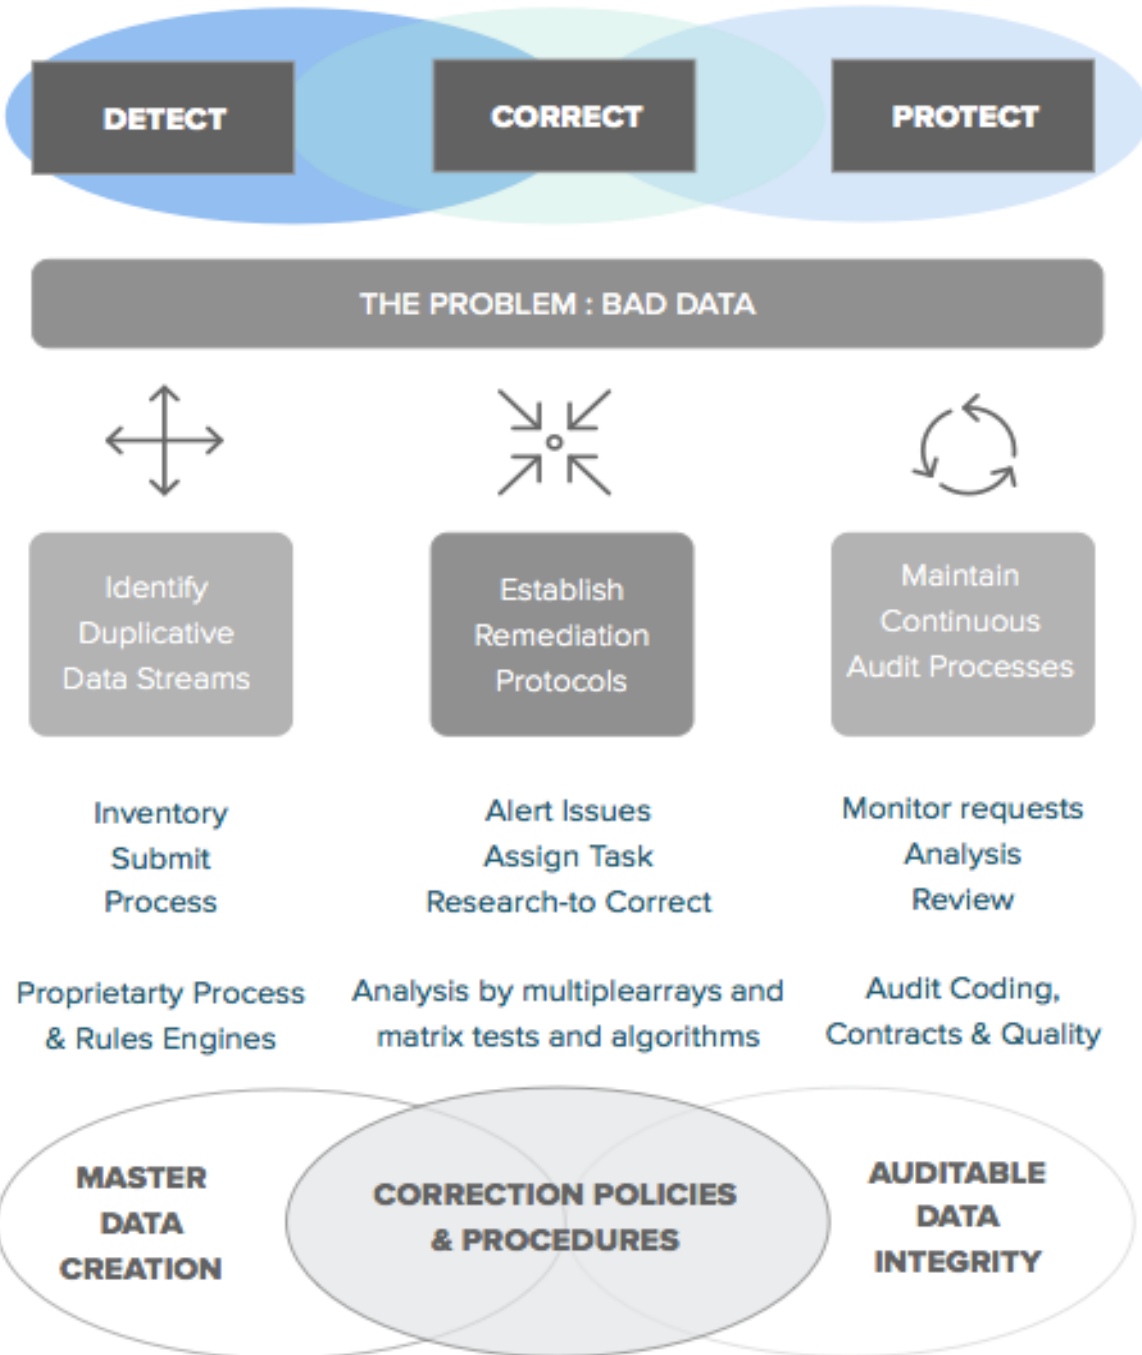 DETECT
CORRECT
PROTECT
THE PROBLEM : BAD DATA
Identify
Duplicative
Data Streams
Establish
Remediation
Protocols
Maintain
Continuous
Audit Processes
Inventory
Submit
Process
Alert Issues
Assign Task
Research-to Correct
Monitor requests
Analysis
Review
Proprietarty Process
& Rules Engines
Analysis by multiplearrays and
matrix tests and algorithms
Audit Coding,
Contracts & Quality
MASTER
DATA
CREATION
CORRECTION POLICIES
& PROCEDURES
AUDITABLE
DATA
INTEGRITY